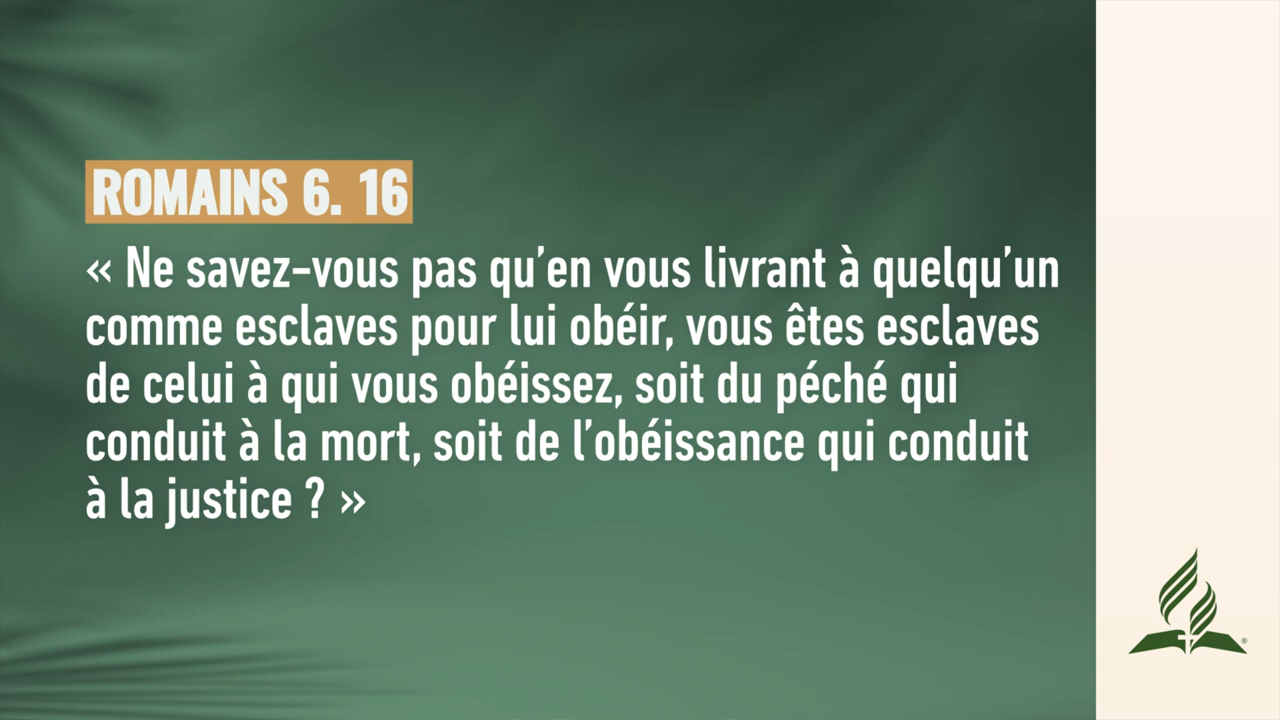 ROMAINS 6. 16
« Ne savez-vous pas qu’en vous livrant à quelqu’un
comme esclaves pour lui obéir, vous êtes esclaves
de celui à qui vous obéissez, soit du péché qui
conduit à la mort, soit de l’obéissance qui conduit
à la justice ? »
®